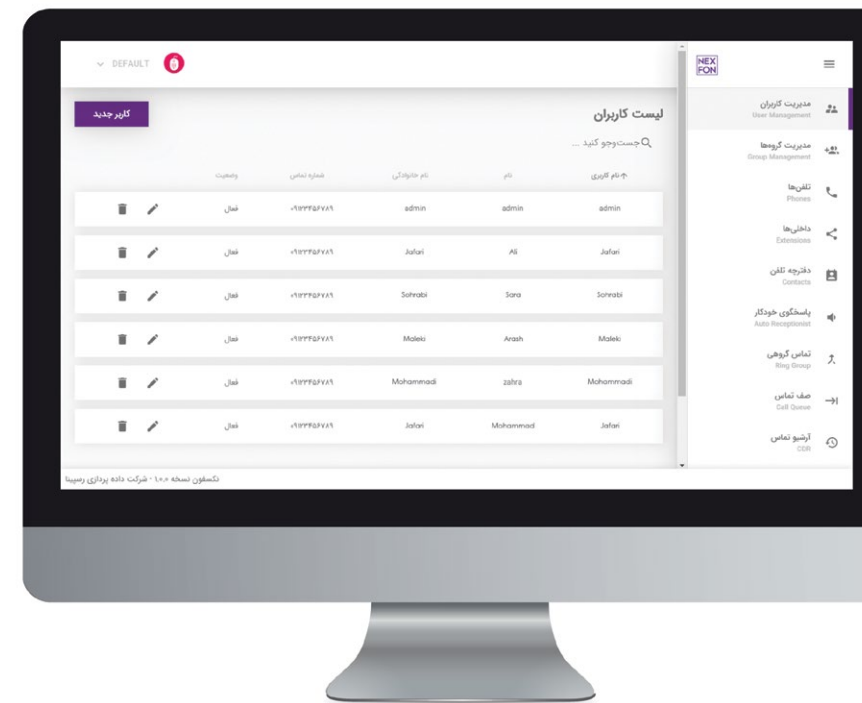 DEFAULT
NEX
FON
مدیریت کاربران
User Management
مدیریت گروه‌ها
Group Management
تلفن‌ها
Phones
داخلی‌ها
Extensions
دفترچه تلفن
Contacts
پاسخگوی خودکار
Auto Receptionist
تماس گروهی
Ring Group
صف تماس
Call Queue
آرشیو تماس
CDR
لیست کاربران
کاربر جدید
جست‌وجو کنید ...
نام کاربری نام نام خانوادگی شماره تماس وضعیت
admin admin admin ۰۹۱۲۳۴۵۶۷۸۹ فعال
Jafari Ali Jafari ۰۹۱۲۳۴۵۶۷۸۹ فعال
Sohrabi Sara Sohrabi ۰۹۱۲۳۴۵۶۷۸۹ فعال
Maleki Arash Maleki ۰۹۱۲۳۴۵۶۷۸۹ فعال
Mohammadi zahra Mohammadi ۰۹۱۲۳۴۵۶۷۸۹ فعال
Jafari Mohammad Jafari ۰۹۱۲۳۴۵۶۷۸۹ فعال
نکسفون نسخه ۱.۰.۰ - شرکت داده پردازی رسپینا